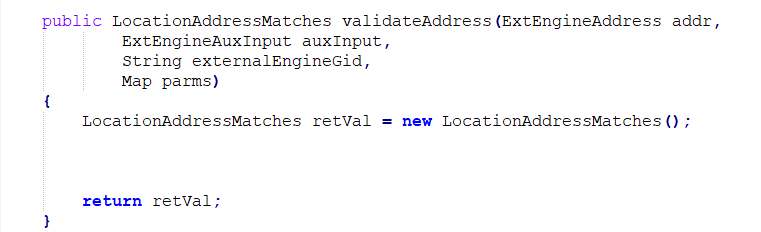 public LocationAddressMatches validateAddress(ExtEngineAddress addr,
        ExtEngineAuxInput auxInput,
        String externalEngineGid,
        Map parms)
{
    LocationAddressMatches retVal = new LocationAddressMatches();
    return retVal;
}